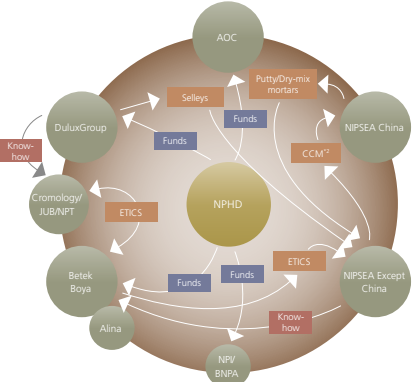 AOC
Putty/Dry-mix
mortars
Selleys
Funds
DuluxGroup
NIPSEA China
Funds
Know-
how
CCM*2
Cromology/
JUB/NPT
NPHD
ETICS
ETICS
Betek
Boya
Funds
Funds
NIPSEA Except
China
Know-
how
Alina
NPI/
BNPA